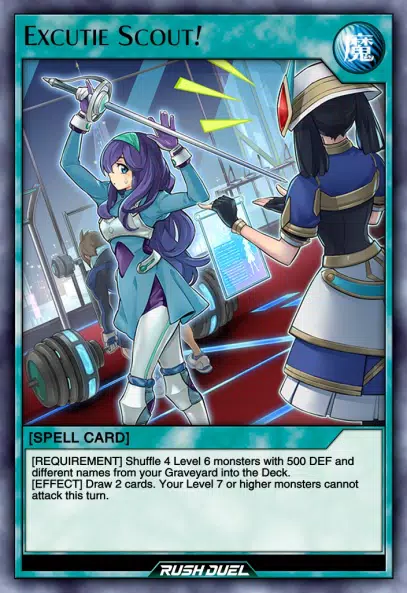 Excutie Scout!
魔
[SPELL CARD]
[REQUIREMENT] Shuffle 4 Level 6 monsters with 500 DEF and
different names from your Graveyard into the Deck.
[EFFECT] Draw 2 cards. Your Level 7 or higher monsters cannot
attack this turn.
RUSH DUEL